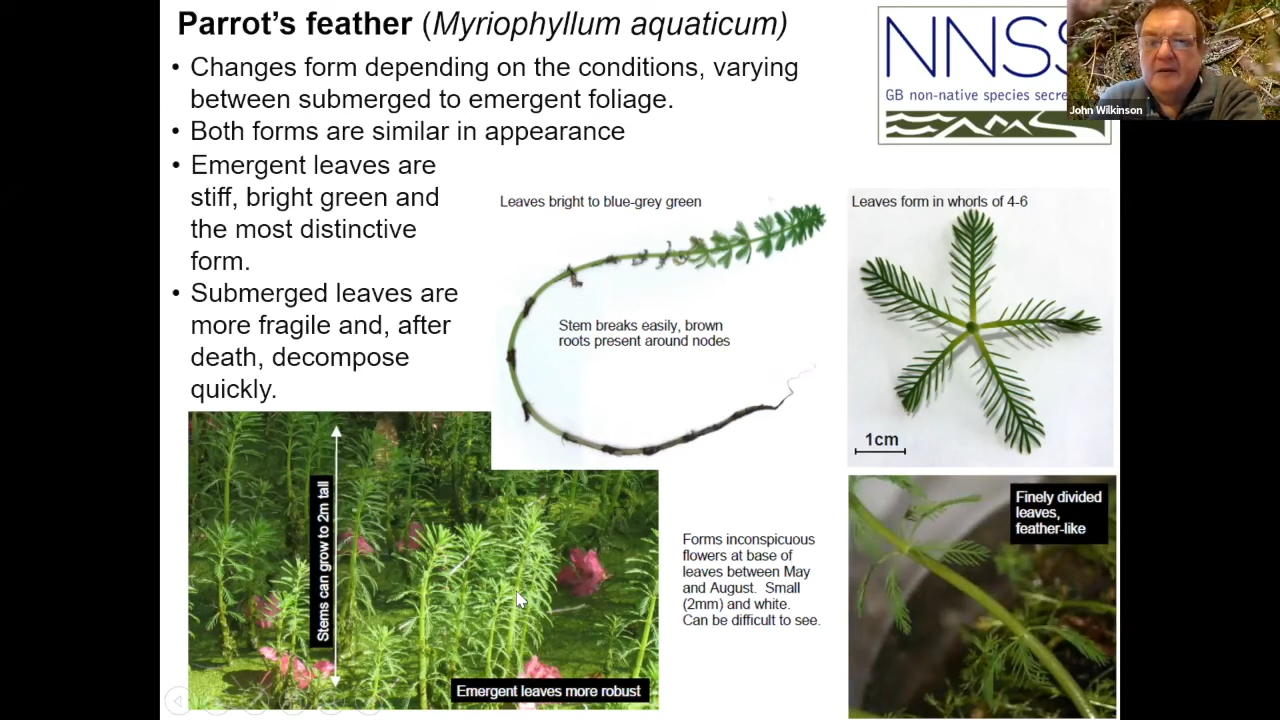 Parrot's feather (Myriophyllum aquaticum)
• Changes form depending on the conditions, varying
between submerged to emergent foliage.
• Both forms are similar in appearance
• Emergent leaves are
stiff, bright green and
the most distinctive
form.
• Submerged leaves are
more fragile and, after
death, decompose
quickly.
NNSS
GB non-native species secre
John Wilkinson
Leaves bright to blue-grey green
Stem breaks easily, brown
roots present around nodes
Leaves form in whorls of 4-6
1cm
Stems can grow to 2m tall
Emergent leaves more robust
Forms inconspicuous
flowers at base of
leaves between May
and August. Small
(2mm) and white.
Can be difficult to see.
Finely divided
leaves,
feather-like